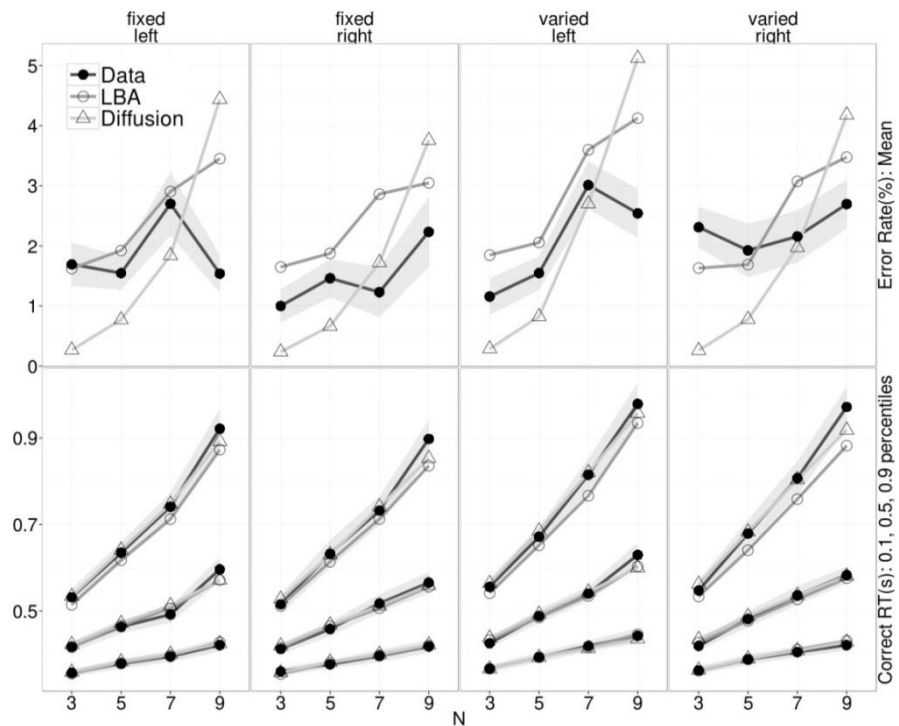 fixed
left
fixed
right
varied
left
varied
right
5
4
3
2
1
0
Data
LBA
Diffusion
Error Rate(%): Mean
0.9
0.7
0.5
Correct RT(s): 0.1, 0.5, 0.9 percentiles
3 5 7 9 3 5 7 9 3 5 7 9 3 5 7 9
N